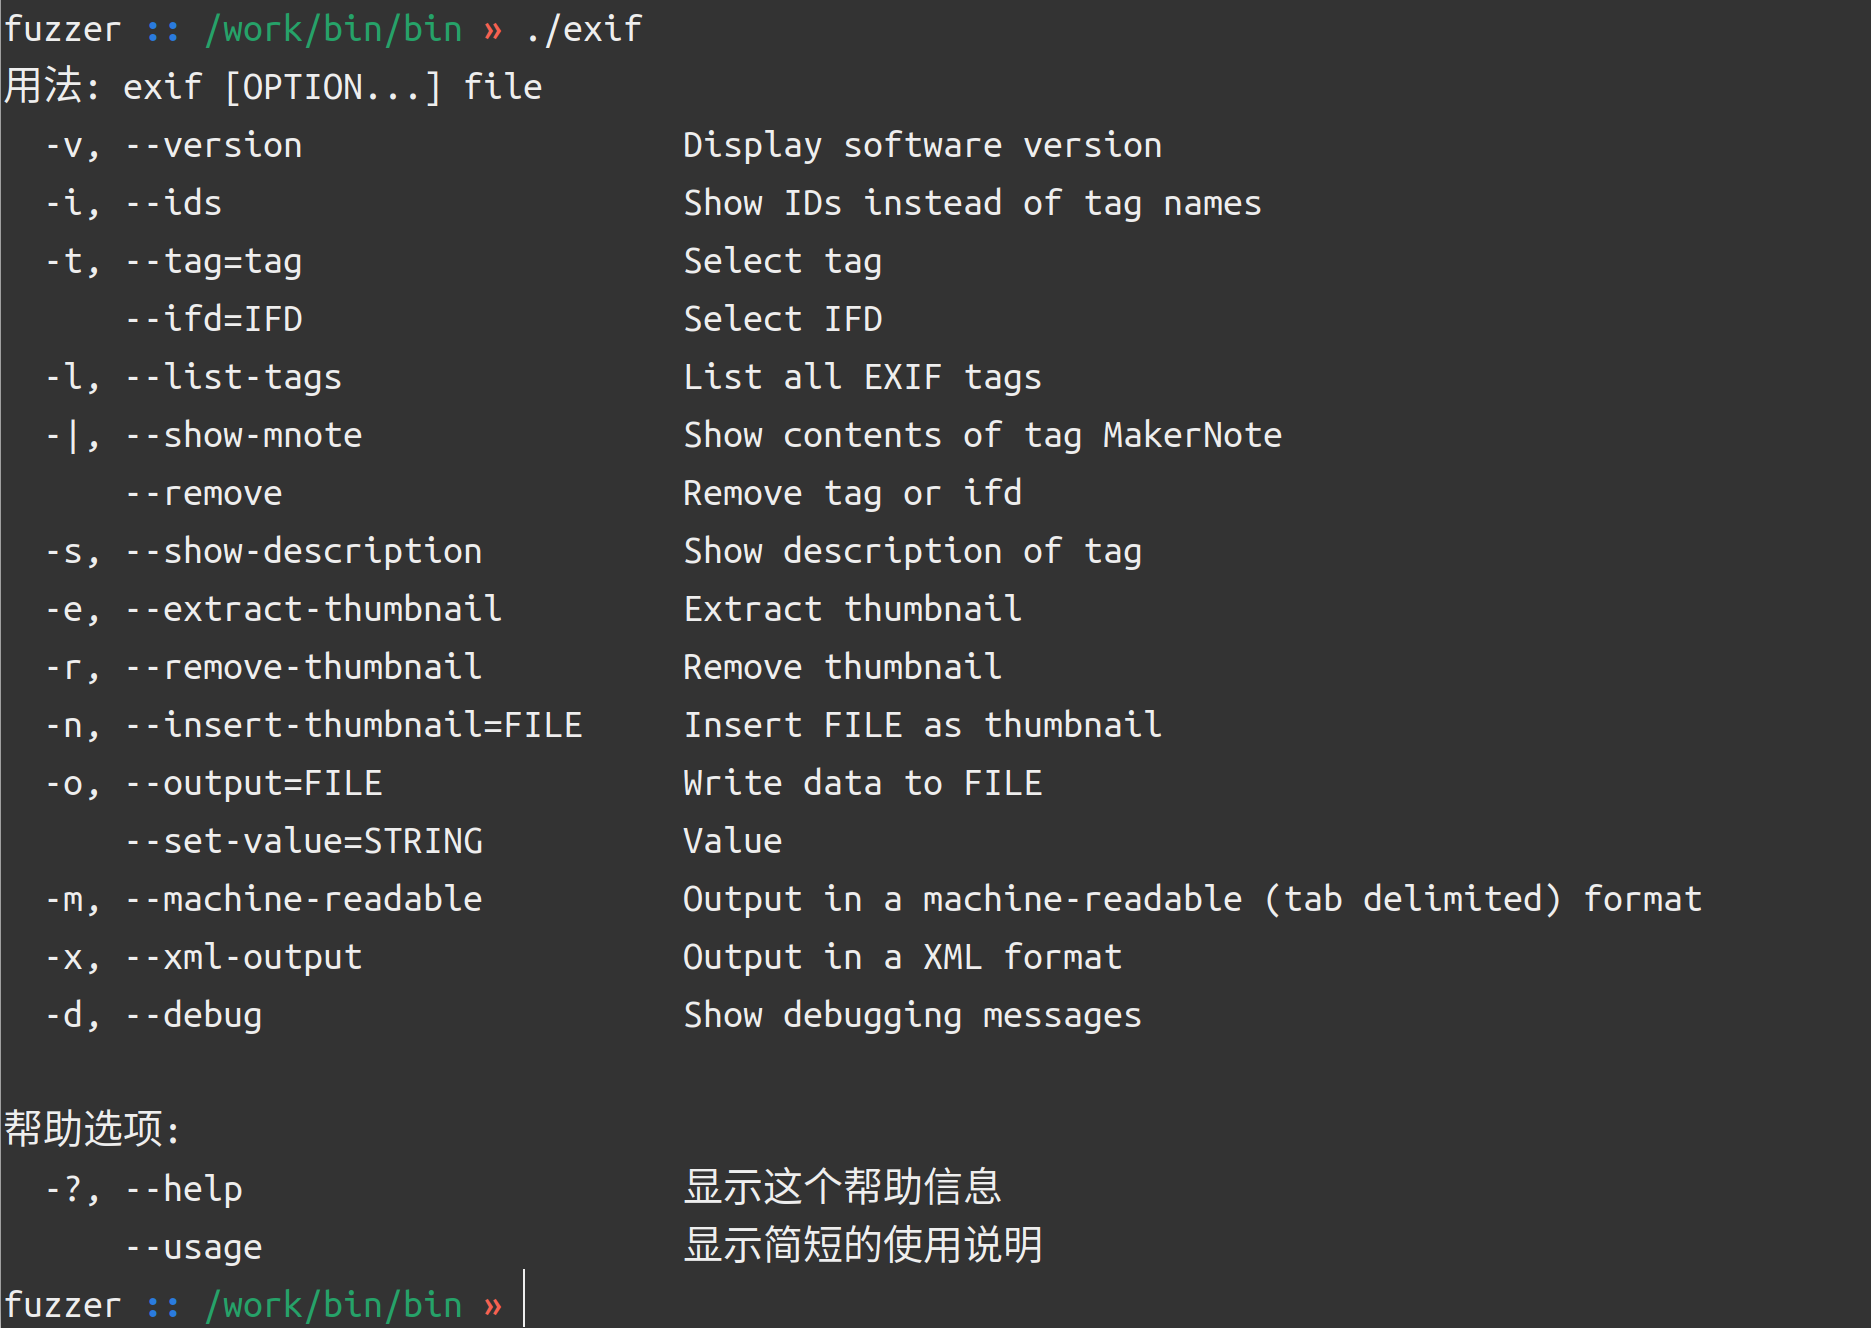 fuzzer :: /work/bin/bin » ./exif
用法: exif [OPTION...] file
  -v, --version                   Display software version
  -i, --ids                       Show IDs instead of tag names
  -t, --tag=tag                   Select tag
      --ifd=IFD                   Select IFD
  -l, --list-tags                 List all EXIF tags
  -|, --show-mnote                Show contents of tag MakerNote
      --remove                    Remove tag or ifd
  -s, --show-description          Show description of tag
  -e, --extract-thumbnail         Extract thumbnail
  -r, --remove-thumbnail          Remove thumbnail
  -n, --insert-thumbnail=FILE     Insert FILE as thumbnail
  -o, --output=FILE               Write data to FILE
      --set-value=STRING          Value
  -m, --machine-readable          Output in a machine-readable (tab delimited) format
  -x, --xml-output                Output in a XML format
  -d, --debug                     Show debugging messages

帮助选项:
  -?, --help                      显示这个帮助信息
      --usage                     显示简短的使用说明
fuzzer :: /work/bin/bin »